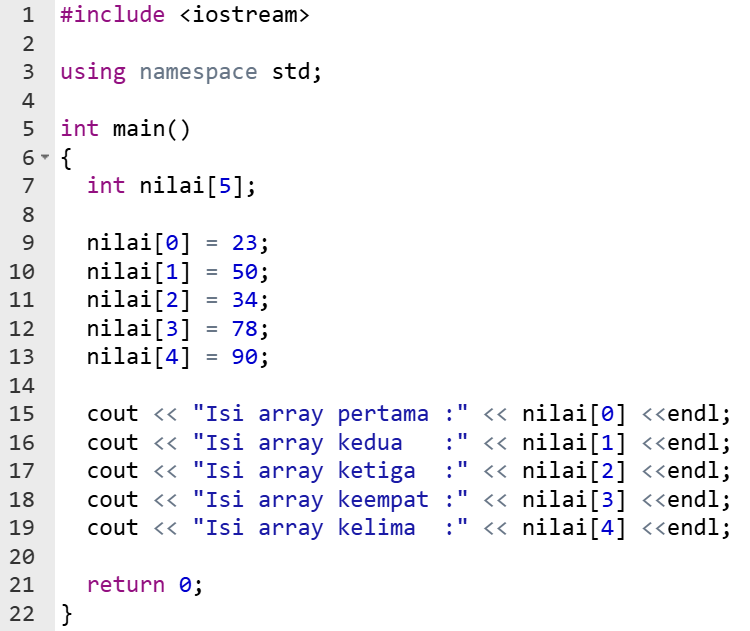 1 #include <iostream>
2
3 using namespace std;
4
5 int main()
6 {
7   int nilai[5];
8
9   nilai[0] = 23;
10   nilai[1] = 50;
11   nilai[2] = 34;
12   nilai[3] = 78;
13   nilai[4] = 90;
14
15   cout << "Isi array pertama :" << nilai[0] <<endl;
16   cout << "Isi array kedua   :" << nilai[1] <<endl;
17   cout << "Isi array ketiga  :" << nilai[2] <<endl;
18   cout << "Isi array keempat :" << nilai[3] <<endl;
19   cout << "Isi array kelima  :" << nilai[4] <<endl;
20
21   return 0;
22 }